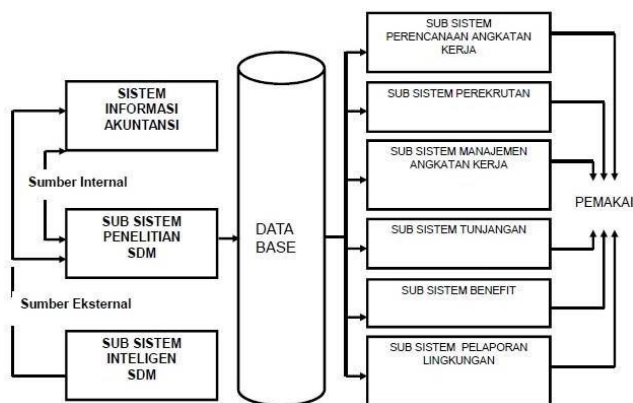 SISTEM
INFORMASI
AKUNTANSI
Sumber Internal
SUB SISTEM
PENELITIAN
SDM
Sumber Eksternal
SUB SISTEM
INTELIGEN
SDM
DATA
BASE
SUB SISTEM
PERENCANAAN ANGKATAN
KERJA
SUB SISTEM PEREKRUTAN
SUB SISTEM MANAJEMEN
ANGKATAN KERJA
SUB SISTEM TUNJANGAN
SUB SISTEM BENEFIT
SUB SISTEM PELAPORAN
LINGKUNGAN
PEMAKAI